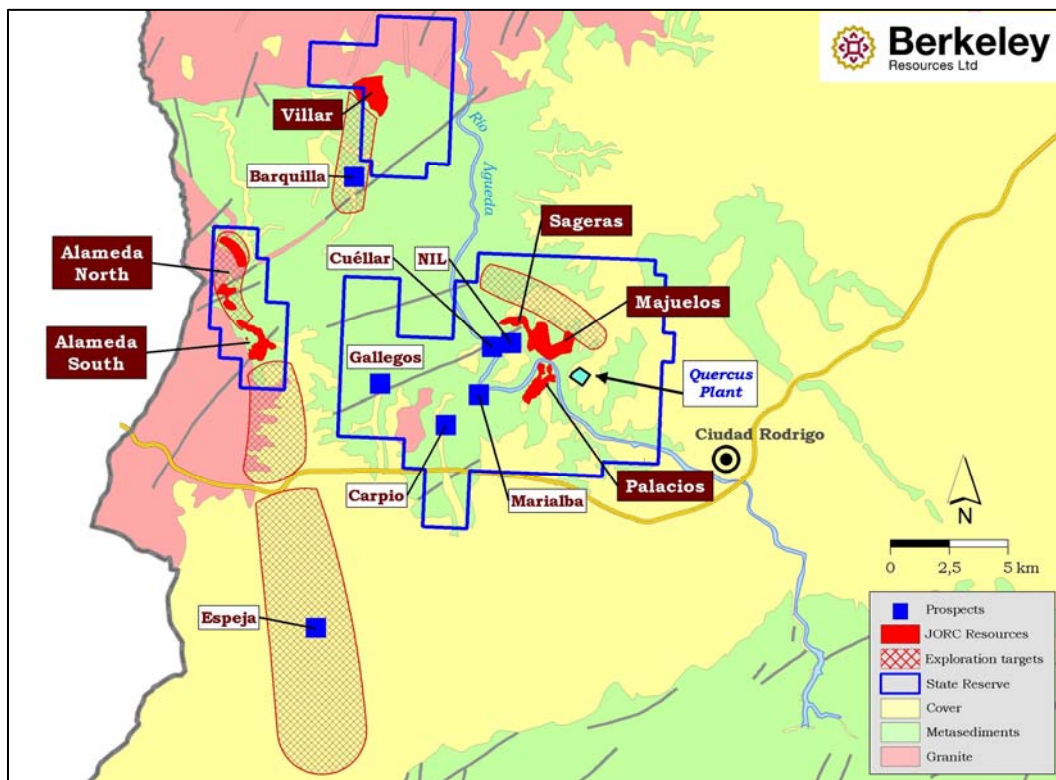 Berkeley
Resources Ltd
Villar
Río
Águeda
Barquilla
Sageras
Alameda
North
Cuéllar
NIL
Majuelos
Alameda
South
Gallegos
Quercus
Plant
Ciudad Rodrigo
Carpio
Marialba
Palacios
N
0 2,5 5 km
Espeja
Prospects
JORC Resources
Exploration targets
State Reserve
Cover
Metasediments
Granite